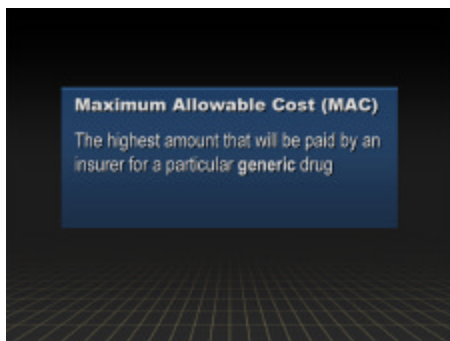 Maximum Allowable Cost (MAC)
The highest amount that will be paid by an
insurer for a particular generic drug